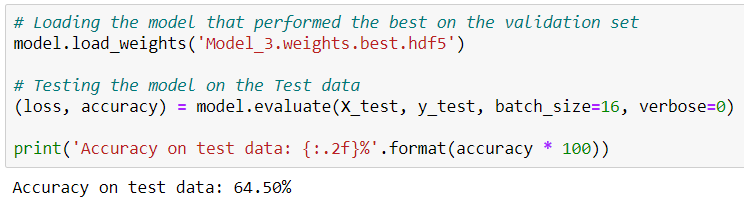 # Loading the model that performed the best on the validation set
model.load_weights('Model_3.weights.best.hdf5')
# Testing the model on the Test data
(loss, accuracy) = model.evaluate(X_test, y_test, batch_size=16, verbose=0)
print('Accuracy on test data: {:.2f}%'.format(accuracy * 100))
Accuracy on test data: 64.50%